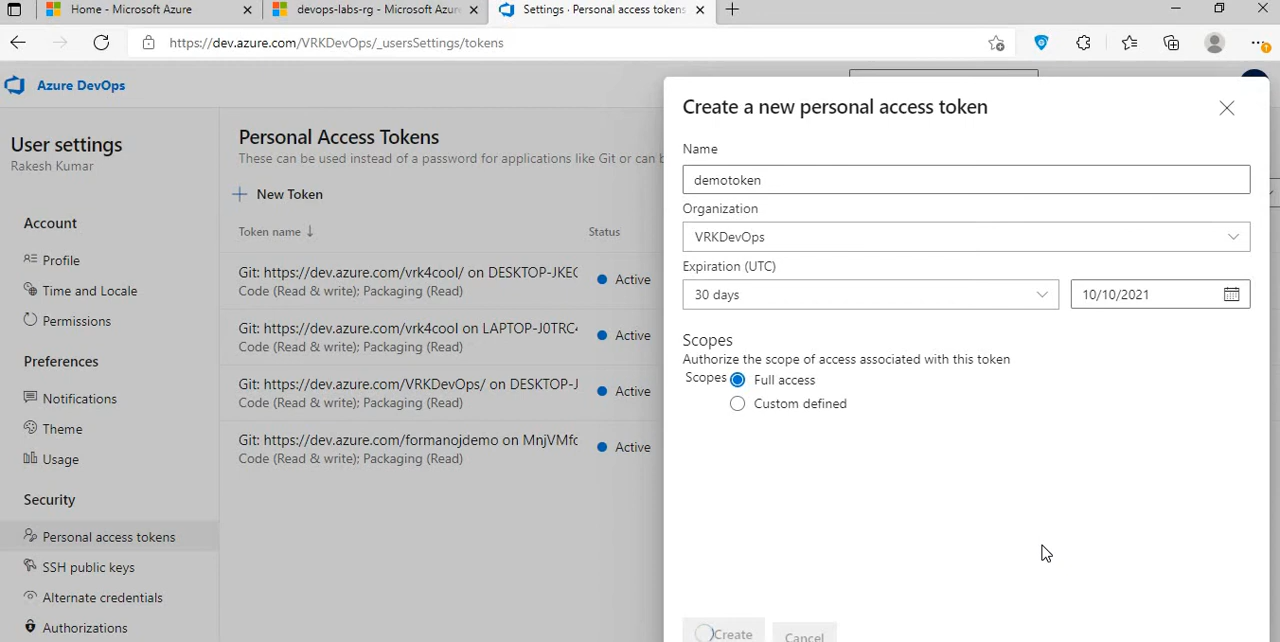 Home - Microsoft Azure
devops-labs-rg - Microsoft Azure
Settings · Personal access tokens
https://dev.azure.com/VRKDevOps/_usersSettings/tokens
Azure DevOps
User settings
Rakesh Kumar
Account
Profile
Time and Locale
Permissions
Preferences
Notifications
Theme
Usage
Security
Personal access tokens
SSH public keys
Alternate credentials
Authorizations
Personal Access Tokens
These can be used instead of a password for applications like Git or can b
New Token
Token name ↓ Status
Git: https://dev.azure.com/vrk4cool/ on DESKTOP-JKEC Active
Code (Read & write); Packaging (Read)
Git: https://dev.azure.com/vrk4cool on LAPTOP-J0TRC Active
Code (Read & write); Packaging (Read)
Git: https://dev.azure.com/VRKDevOps/ on DESKTOP-J Active
Code (Read & write); Packaging (Read)
Git: https://dev.azure.com/formanojdemo on MnjVMfc Active
Code (Read & write); Packaging (Read)
Create a new personal access token
Name
demotoken
Organization
VRKDevOps
Expiration (UTC)
30 days 10/10/2021
Scopes
Authorize the scope of access associated with this token
Scopes Full access
Custom defined
Create Cancel